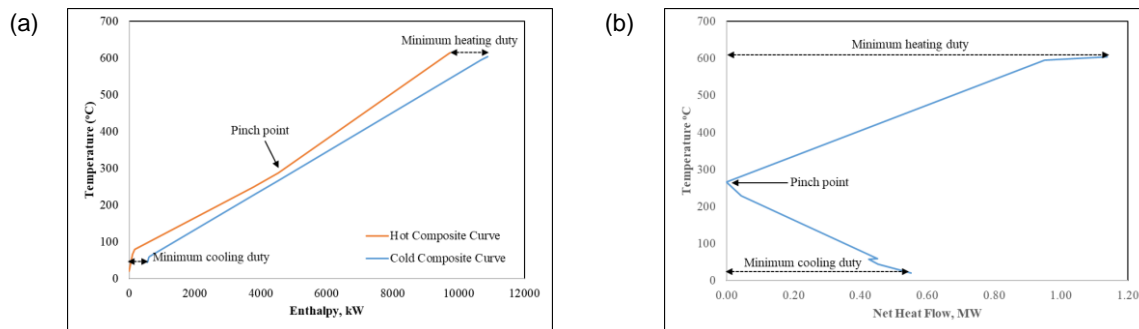 (a)
700
600
500
400
300
200
100
0
Temperature (°C)
0
2000
4000
6000
8000
10000
12000
Enthalpy, kW
Minimum heating duty
Pinch point
Minimum cooling duty
Hot Composite Curve
Cold Composite Curve
(b)
700
600
500
400
300
200
100
0
Temperature °C
0.00
0.20
0.40
0.60
0.80
1.00
1.20
Net Heat Flow, MW
Minimum heating duty
Pinch point
Minimum cooling duty